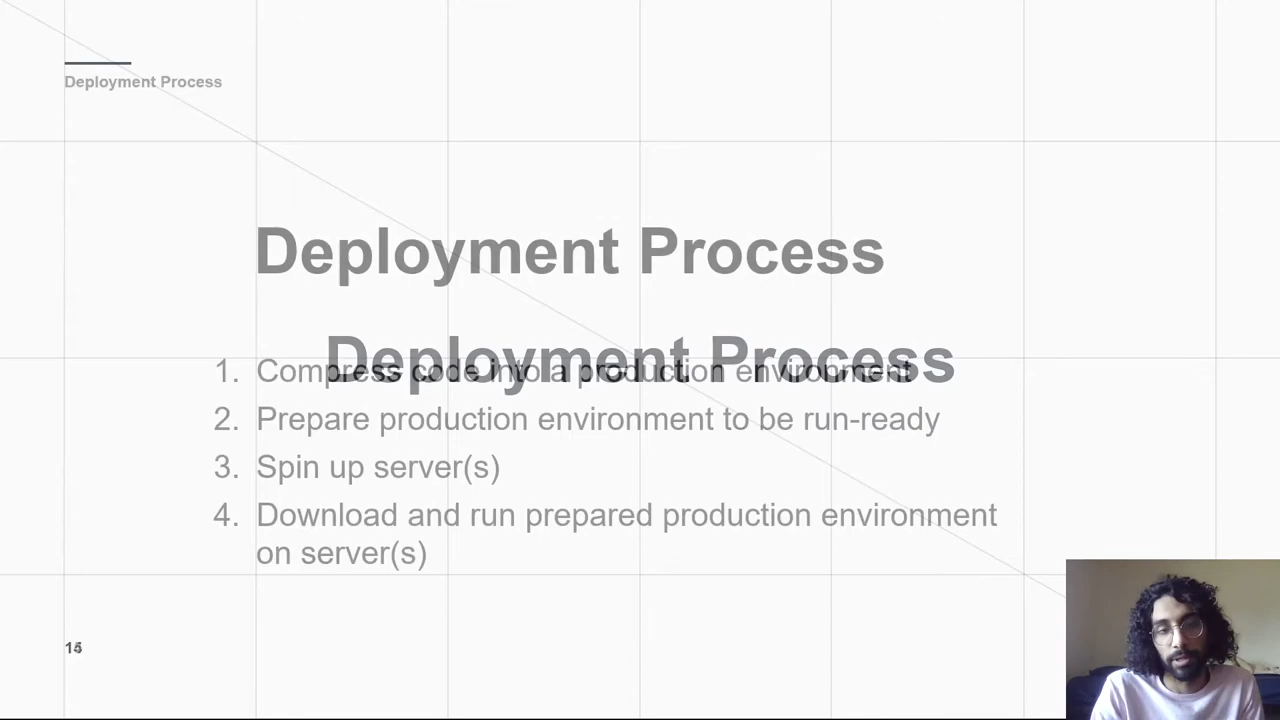 Deployment Process
Deployment Process
Deployment Process
1. Compress code into a production environment
2. Prepare production environment to be run-ready
3. Spin up server(s)
4. Download and run prepared production environment
on server(s)